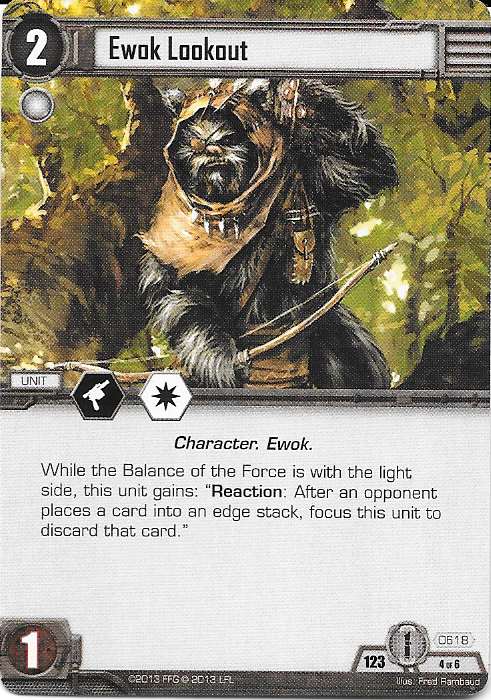 2
Ewok Lookout
UNIT
Character. Ewok.
While the Balance of the Force is with the light
side, this unit gains: “Reaction: After an opponent
places a card into an edge stack, focus this unit to
discard that card.”
1
123
0618
4 OF 6
©2013 FFG © 2013 LFL
Illus. Fred Rambaud